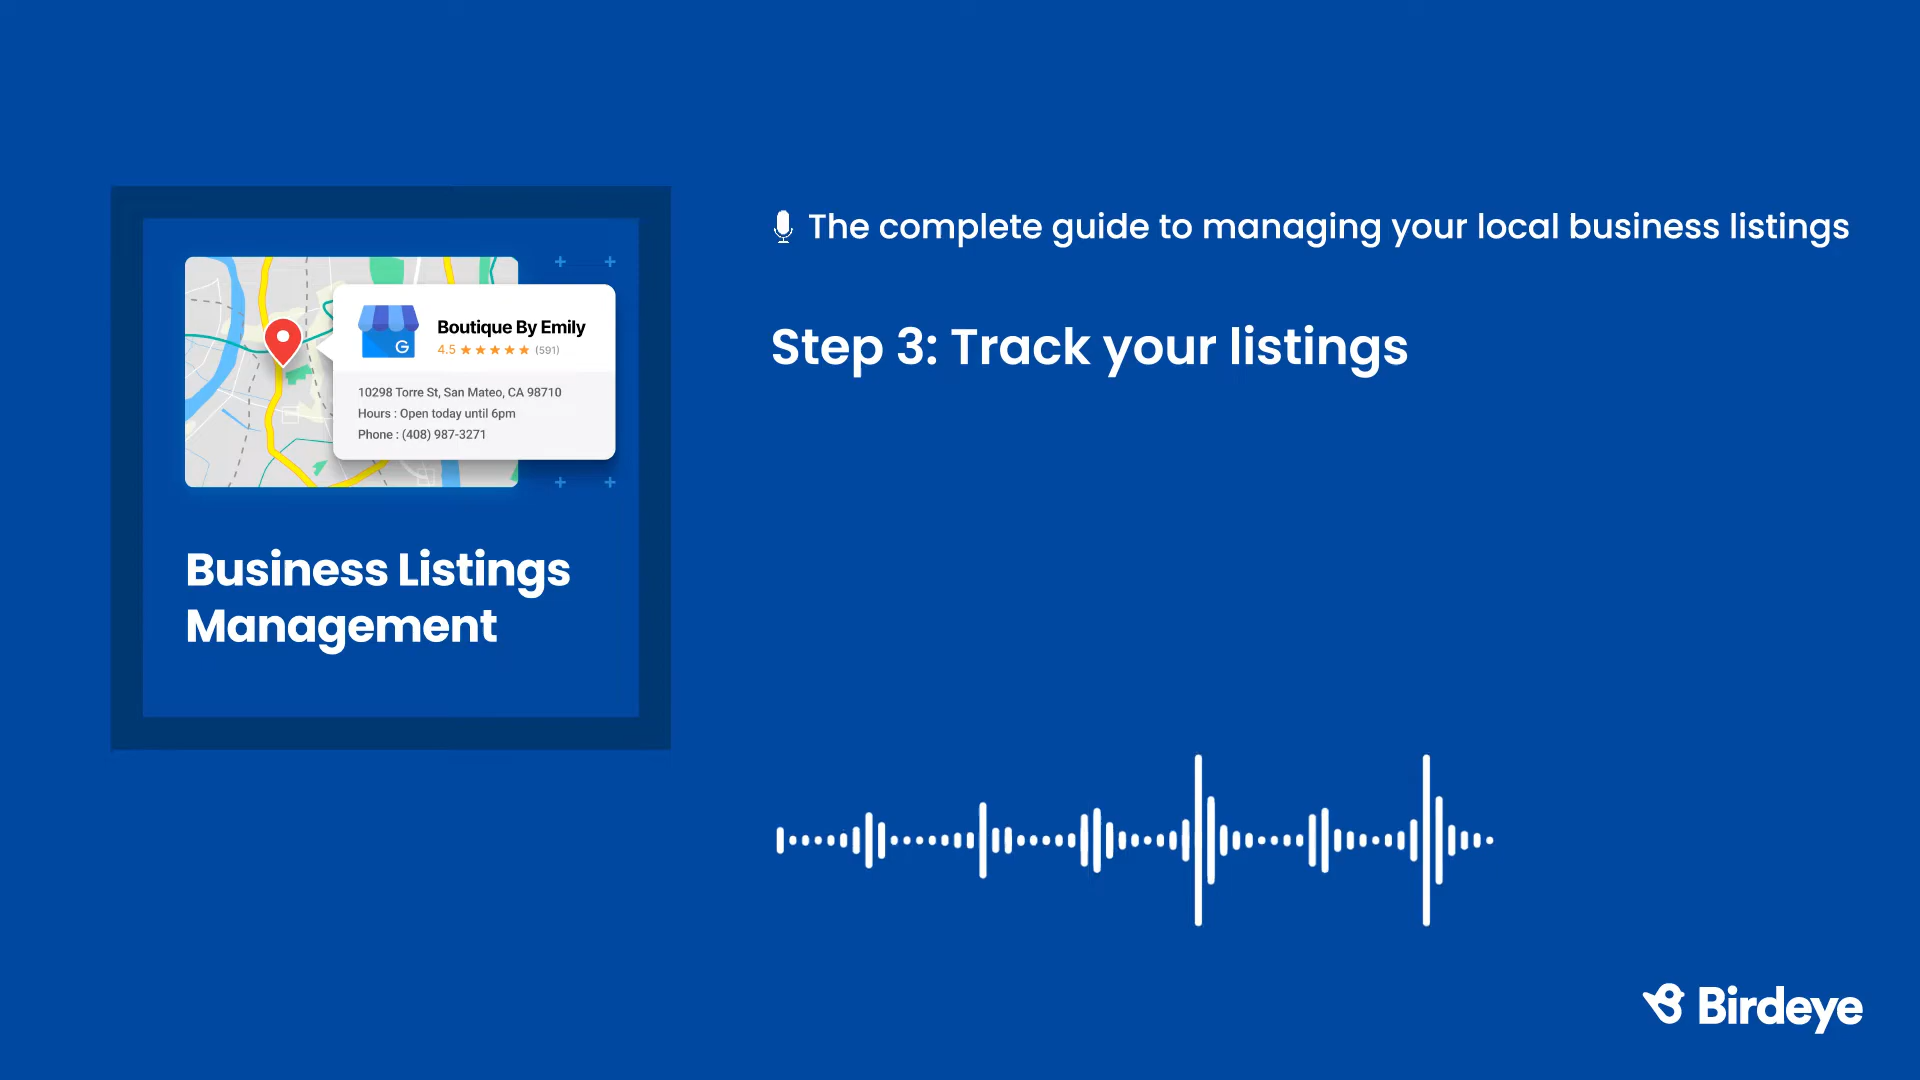 The complete guide to managing your local business listings
Step 3: Track your listings
Boutique By Emily
4.5 ★★★★★ (591)
G
10298 Torre St, San Mateo, CA 98710
Hours : Open today until 6pm
Phone : (408) 987-3271
Business Listings
Management
Birdeye